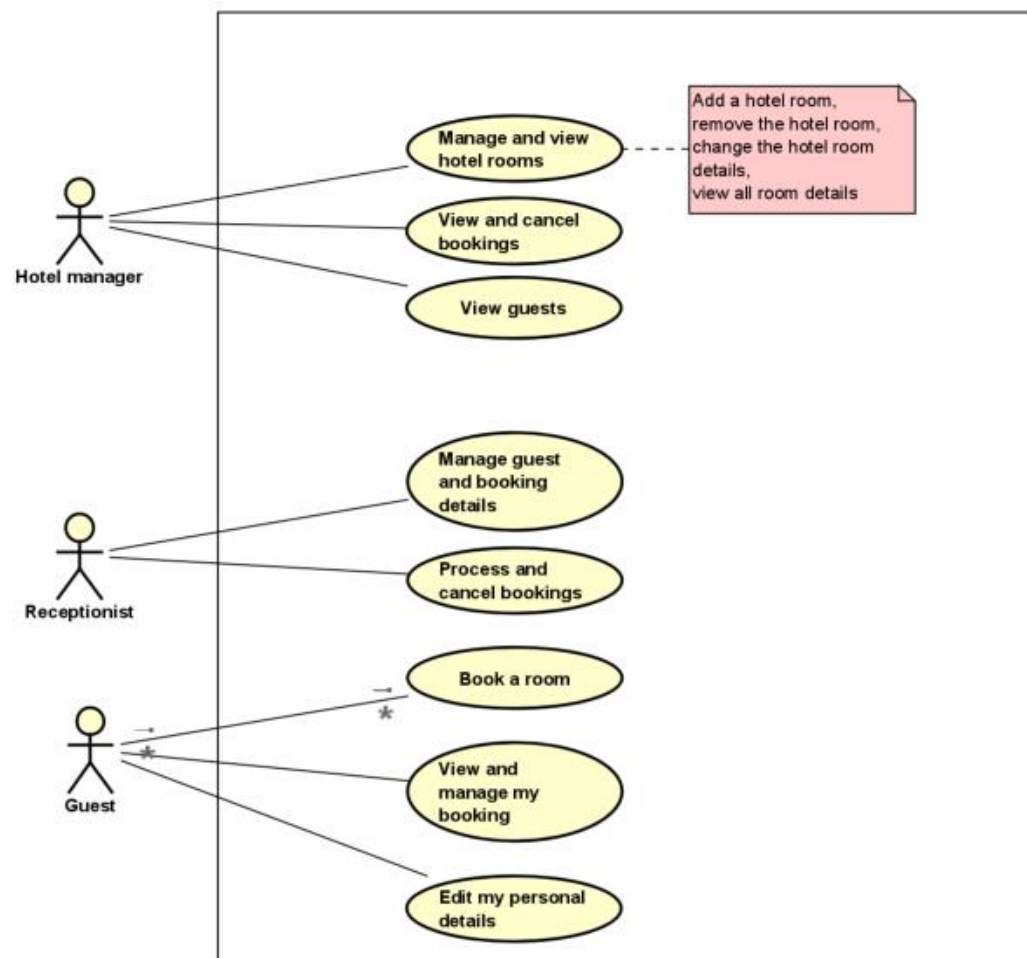 Add a hotel room,
remove the hotel room,
change the hotel room
details,
view all room details
Manage and view
hotel rooms
View and cancel
bookings
Hotel manager
View guests
Manage guest
and booking
details
Process and
cancel bookings
Receptionist
Book a room
*
*
View and
manage my
booking
Guest
Edit my personal
details